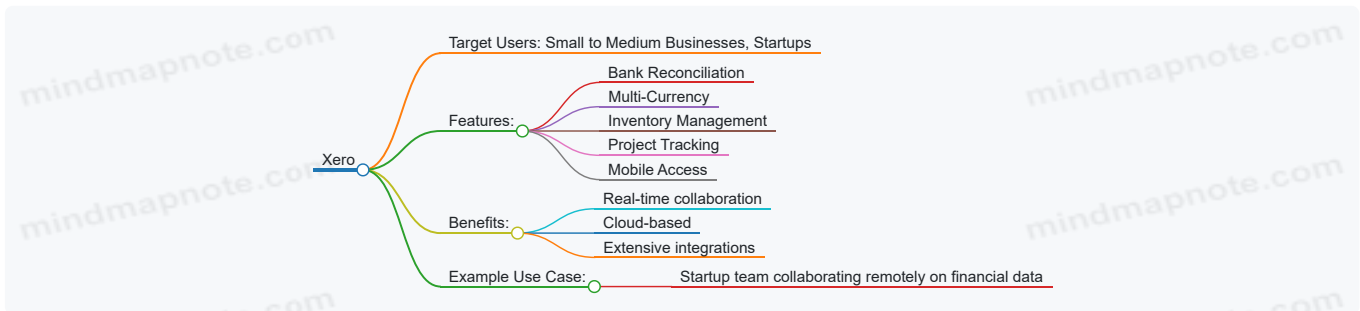 Xero
Target Users: Small to Medium Businesses, Startups
Features:
Bank Reconciliation
Multi-Currency
Inventory Management
Project Tracking
Mobile Access
Benefits:
Real-time collaboration
Cloud-based
Extensive integrations
Example Use Case:
Startup team collaborating remotely on financial data
mindmapnote.com
mindmapnote.com
mindmapnote.com
mindmapnote.com